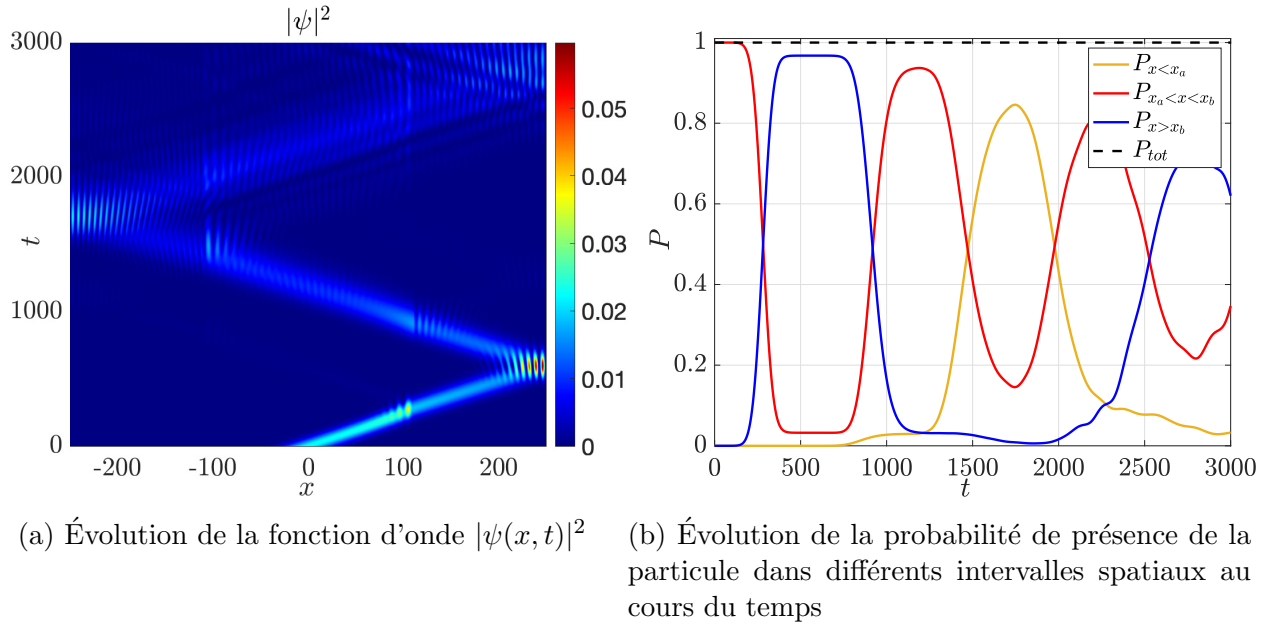 |ψ|²
3000
2000
1000
0
t
-200
-100
0
100
200
x
0.05
0.04
0.03
0.02
0.01
0
1
0.8
0.6
0.4
0.2
0
P
0
500
1000
1500
2000
2500
3000
t
P_{x<x_a}
P_{x_a<x<x_b}
P_{x>x_b}
P_{tot}
(a) Évolution de la fonction d'onde |ψ(x, t)|²
(b) Évolution de la probabilité de présence de la
particule dans différents intervalles spatiaux au
cours du temps